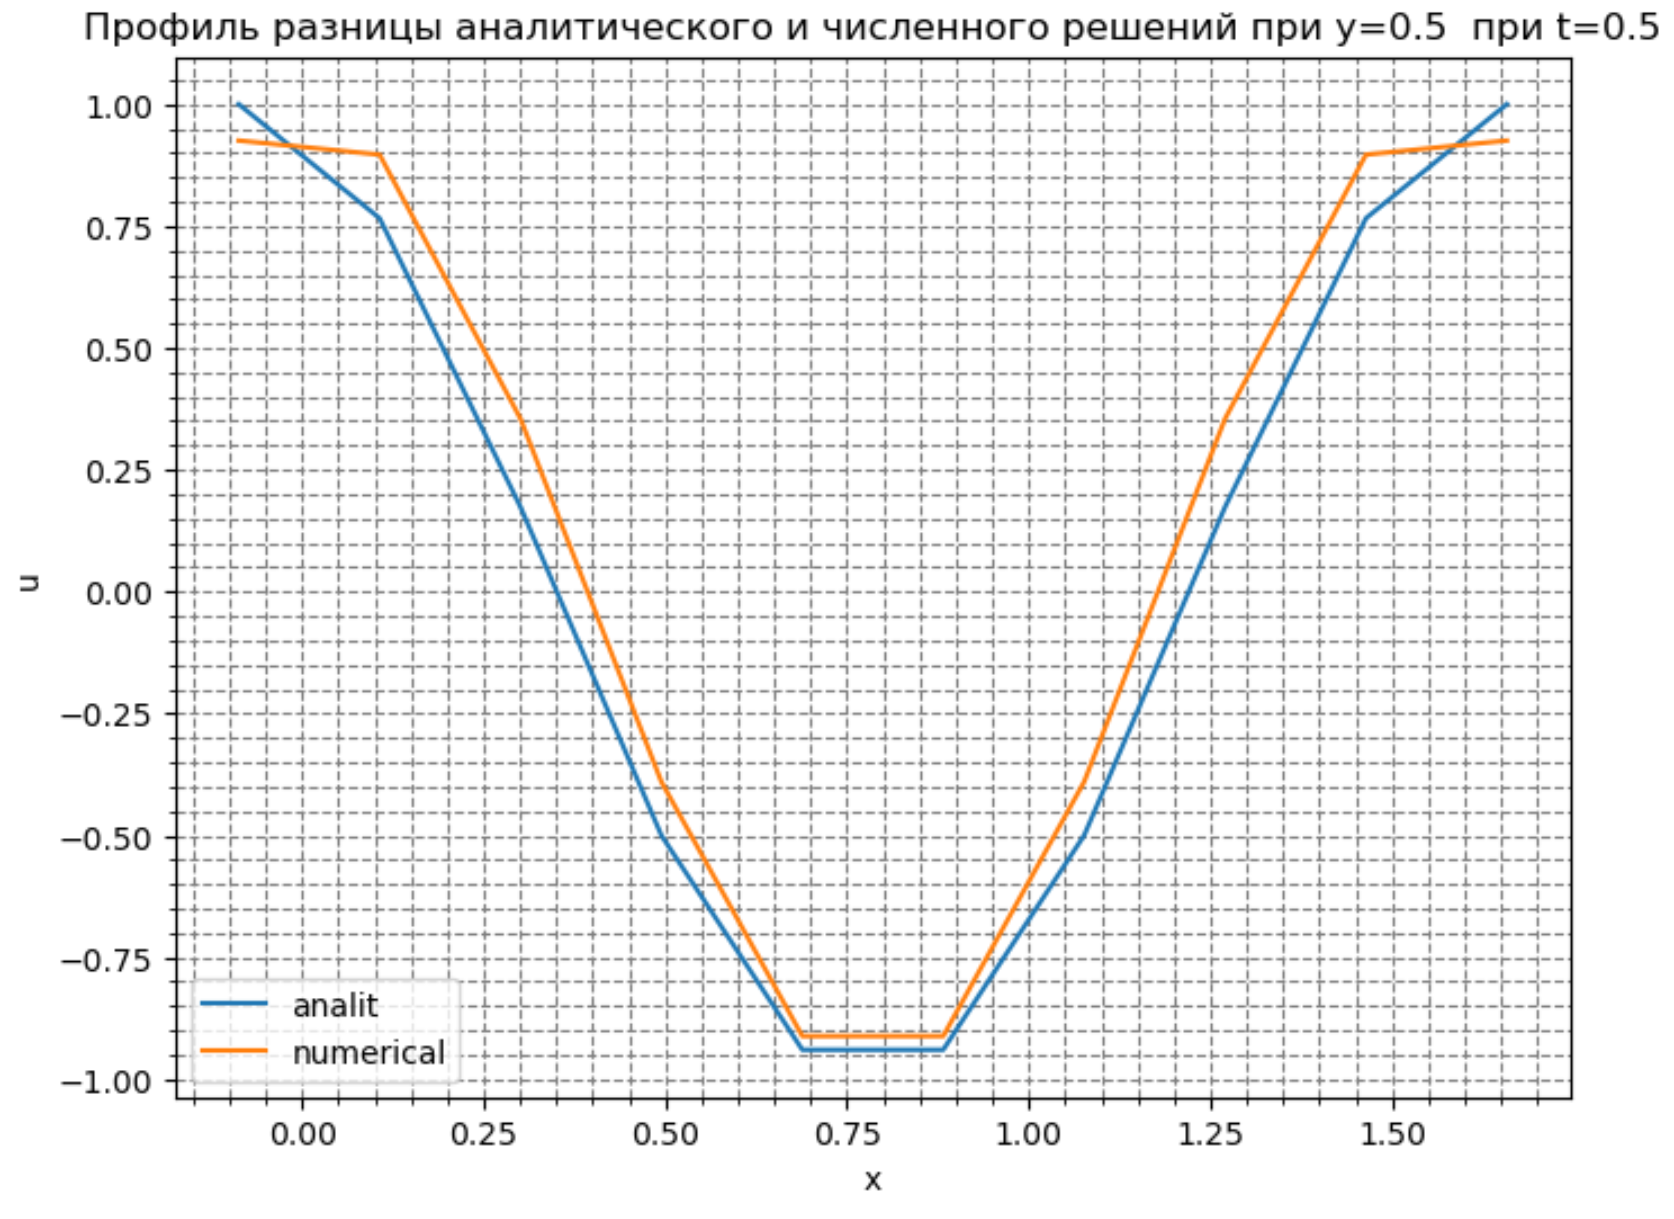 Профиль разницы аналитического и численного решений при y=0.5 при t=0.5
1.00
0.75
0.50
0.25
0.00
−0.25
−0.50
−0.75
−1.00
u
analit
numerical
0.00 0.25 0.50 0.75 1.00 1.25 1.50
x